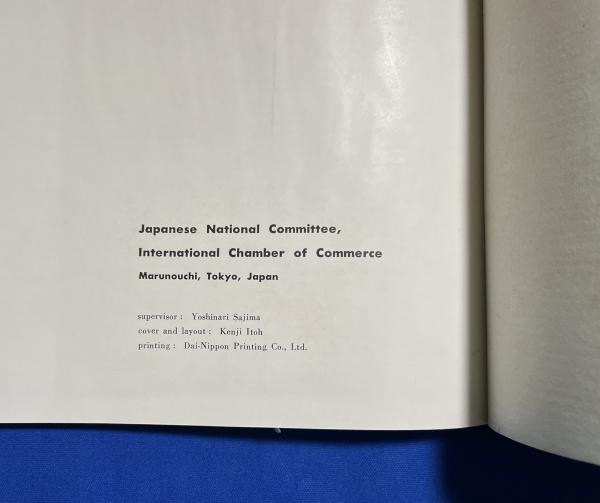 Japanese National Committee,
International Chamber of Commerce
Marunouchi, Tokyo, Japan
supervisor : Yoshinari Sajima
cover and layout : Kenji Itoh
printing : Dai-Nippon Printing Co., Ltd.